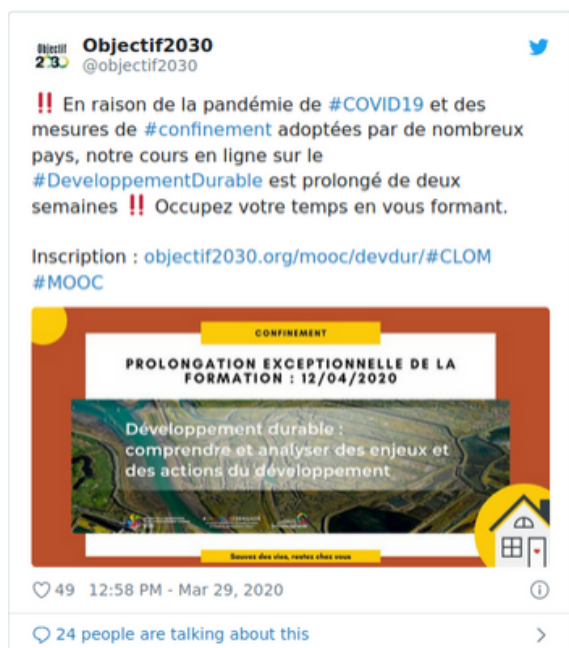 Objectif
2030
Objectif2030
@objectif2030
‼ En raison de la pandémie de #COVID19 et des
mesures de #confinement adoptées par de nombreux
pays, notre cours en ligne sur le
#DeveloppementDurable est prolongé de deux
semaines ‼ Occupez votre temps en vous formant.
Inscription : objectif2030.org/mooc/devdur/#CLOM
#MOOC
CONFINEMENT
PROLONGATION EXCEPTIONNELLE DE LA
FORMATION : 12/04/2020
Développement durable :
comprendre et analyser des enjeux et
des actions du développement
Sauvez des vies, restez chez vous
49 12:58 PM - Mar 29, 2020
24 people are talking about this